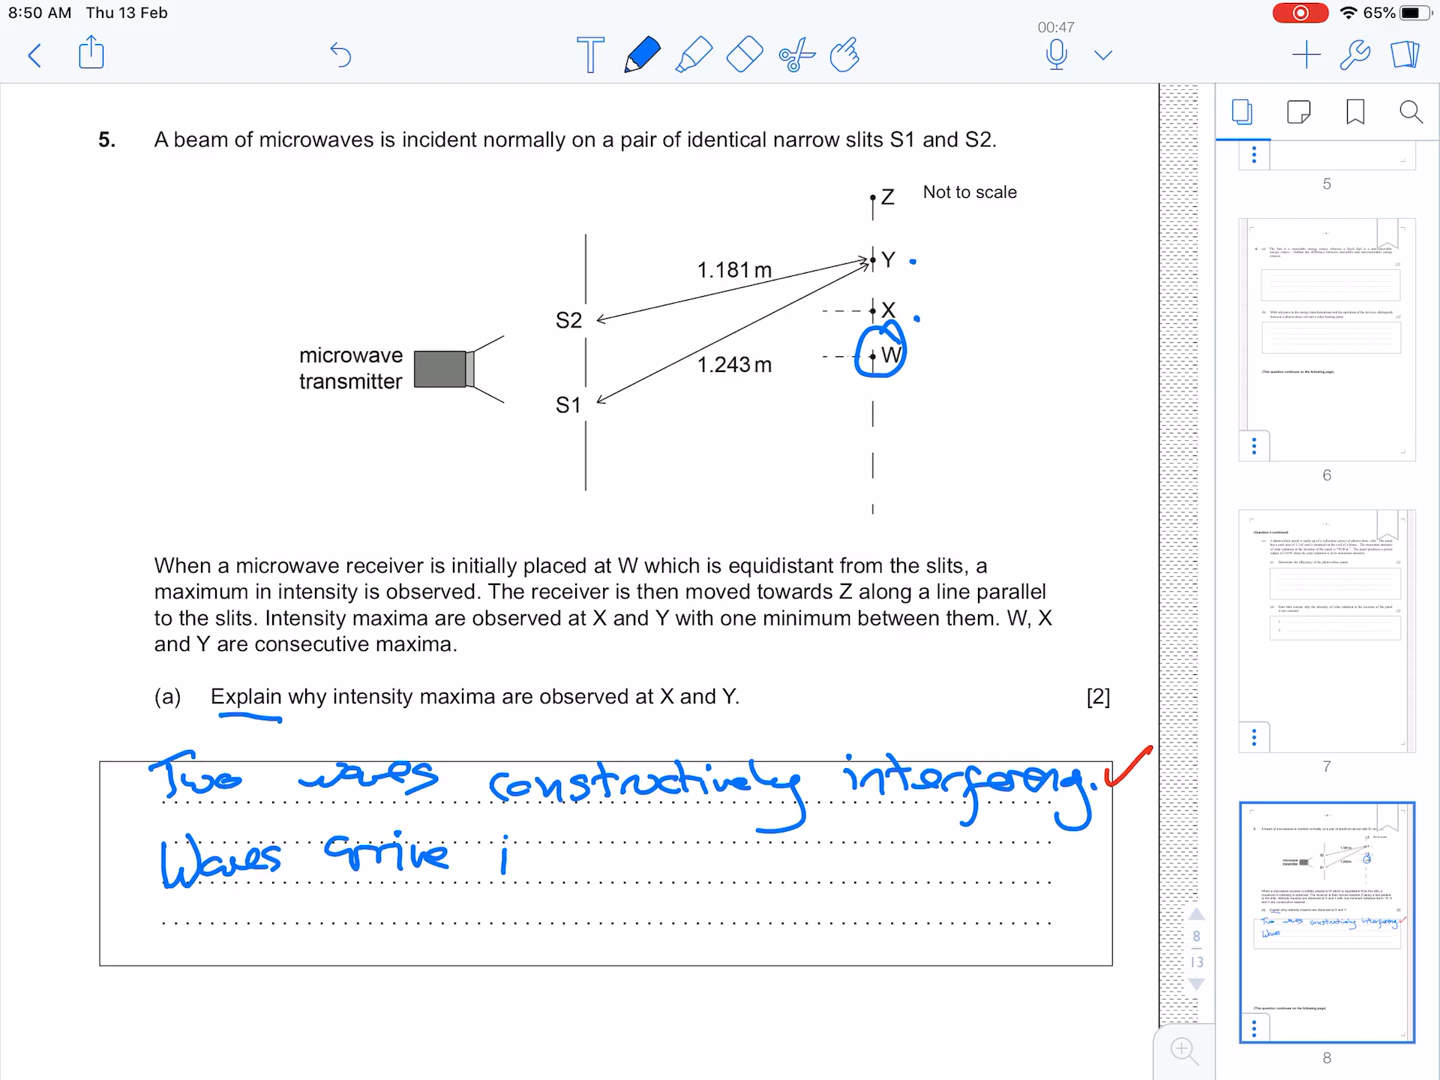 8:50 AM Thu 13 Feb
65%
00:47
5. A beam of microwaves is incident normally on a pair of identical narrow slits S1 and S2.
Z Not to scale
1.181 m Y
S2 X
microwave transmitter
1.243 m W
S1
When a microwave receiver is initially placed at W which is equidistant from the slits, a
maximum in intensity is observed. The receiver is then moved towards Z along a line parallel
to the slits. Intensity maxima are observed at X and Y with one minimum between them. W, X
and Y are consecutive maxima.
(a) Explain why intensity maxima are observed at X and Y. [2]
Two waves constructively interfering.
Waves arrive i
8
13
5
6
7
8